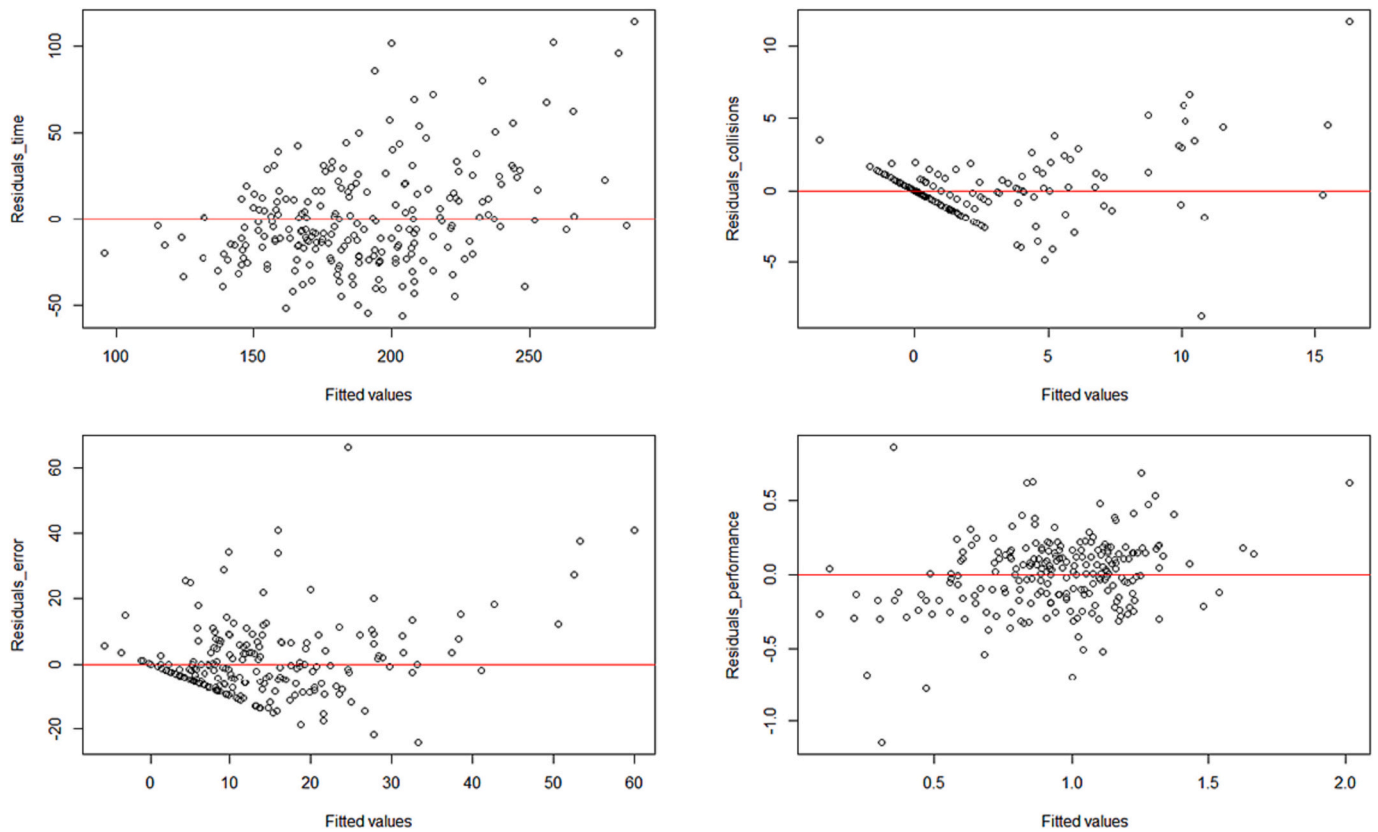 Residuals_time
100
50
0
-50
100 150 200 250
Fitted values
Residuals_collisions
10
5
0
-5
0 5 10 15
Fitted values
Residuals_error
60
40
20
0
-20
0 10 20 30 40 50 60
Fitted values
Residuals_performance
0.5
0.0
-0.5
-1.0
0.5 1.0 1.5 2.0
Fitted values